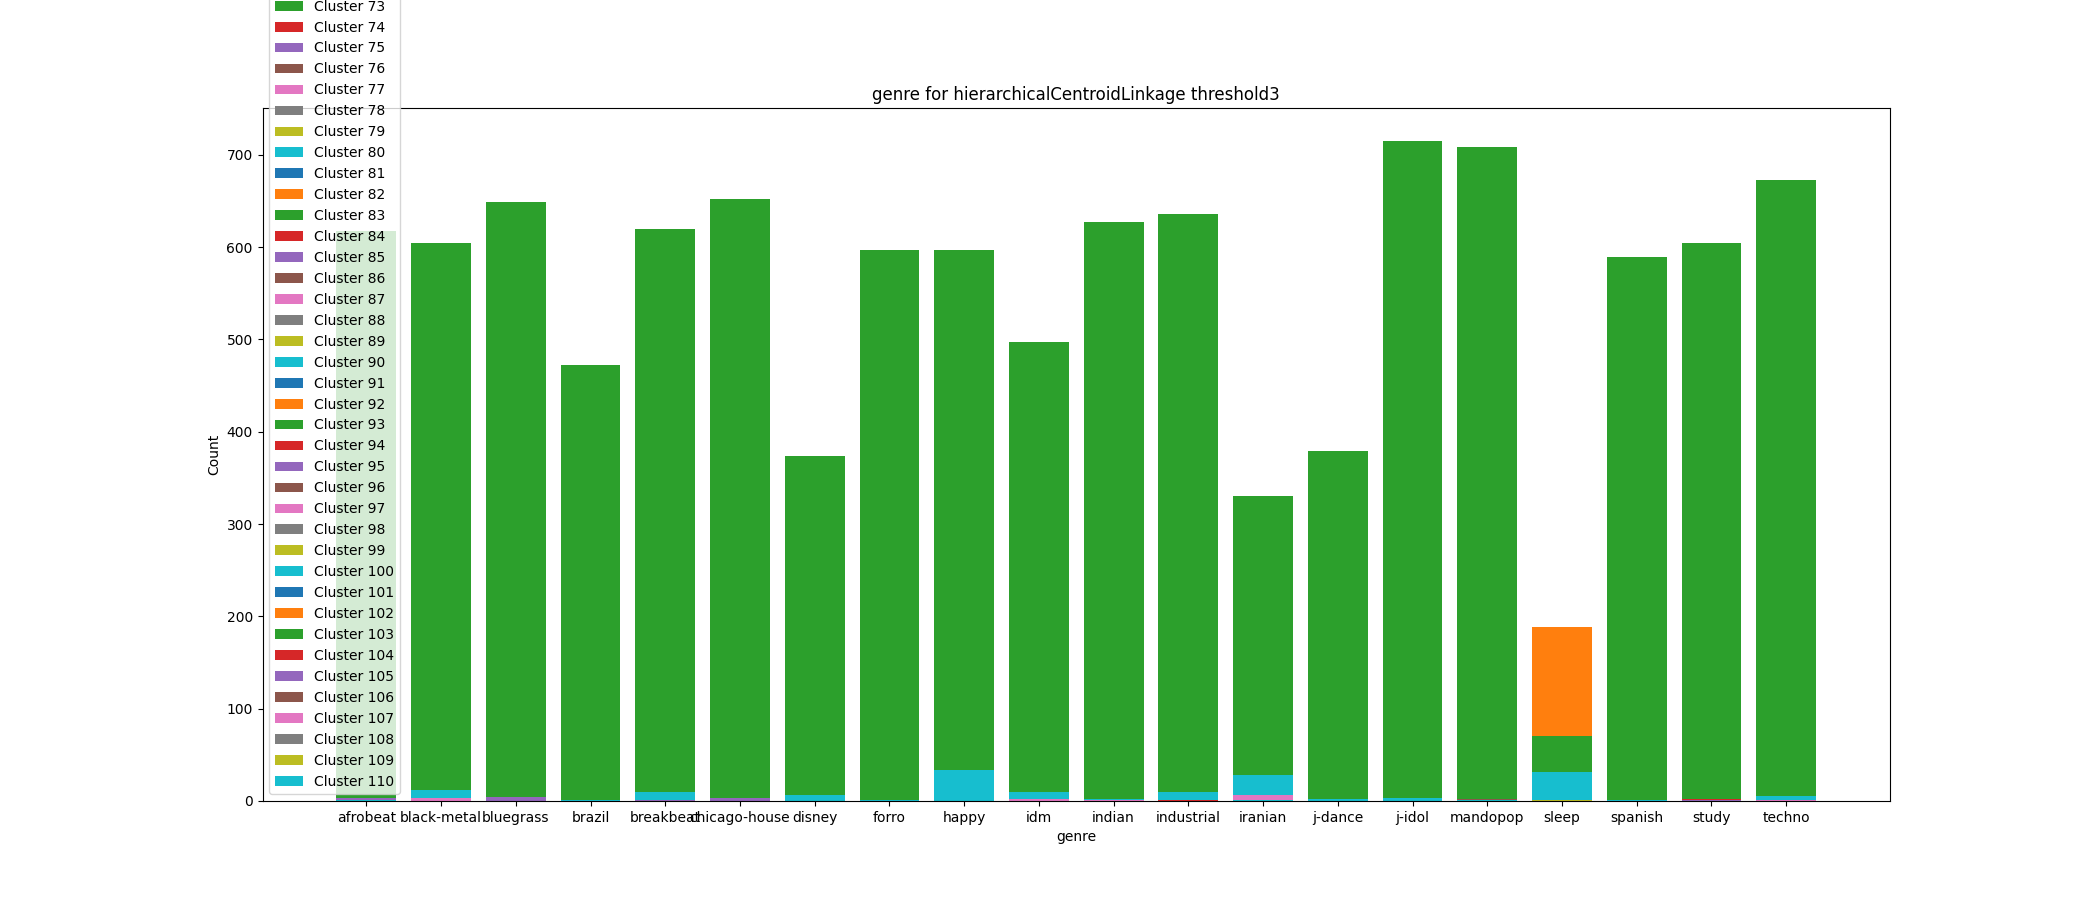 Cluster 73
Cluster 74
Cluster 75
Cluster 76
Cluster 77
Cluster 78
Cluster 79
Cluster 80
Cluster 81
Cluster 82
Cluster 83
Cluster 84
Cluster 85
Cluster 86
Cluster 87
Cluster 88
Cluster 89
Cluster 90
Cluster 91
Cluster 92
Cluster 93
Cluster 94
Cluster 95
Cluster 96
Cluster 97
Cluster 98
Cluster 99
Cluster 100
Cluster 101
Cluster 102
Cluster 103
Cluster 104
Cluster 105
Cluster 106
Cluster 107
Cluster 108
Cluster 109
Cluster 110
genre for hierarchicalCentroidLinkage threshold3
700
600
500
400
300
200
100
0
Count
afrobeat black-metal bluegrass brazil breakbeat chicago-house disney forro happy idm indian industrial iranian j-dance j-idol mandopop sleep spanish study techno
genre